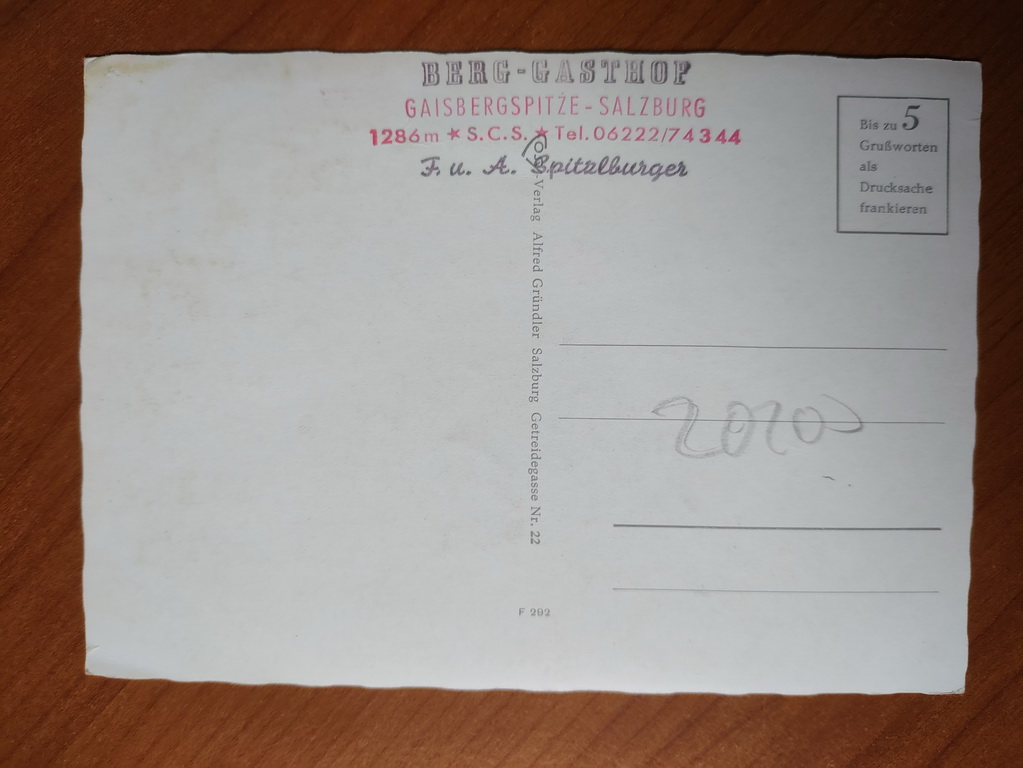 BERG-GASTHOF
GAISBERGSPITZE-SALZBURG
1286m ★ S.C.S. ★ Tel. 06222/74344
F. u. A. Spitzlburger
Bis zu 5
Grußworten
als
Drucksache
frankieren
-Verlag Alfred Gründler Salzburg Getreidegasse Nr. 22
F 292